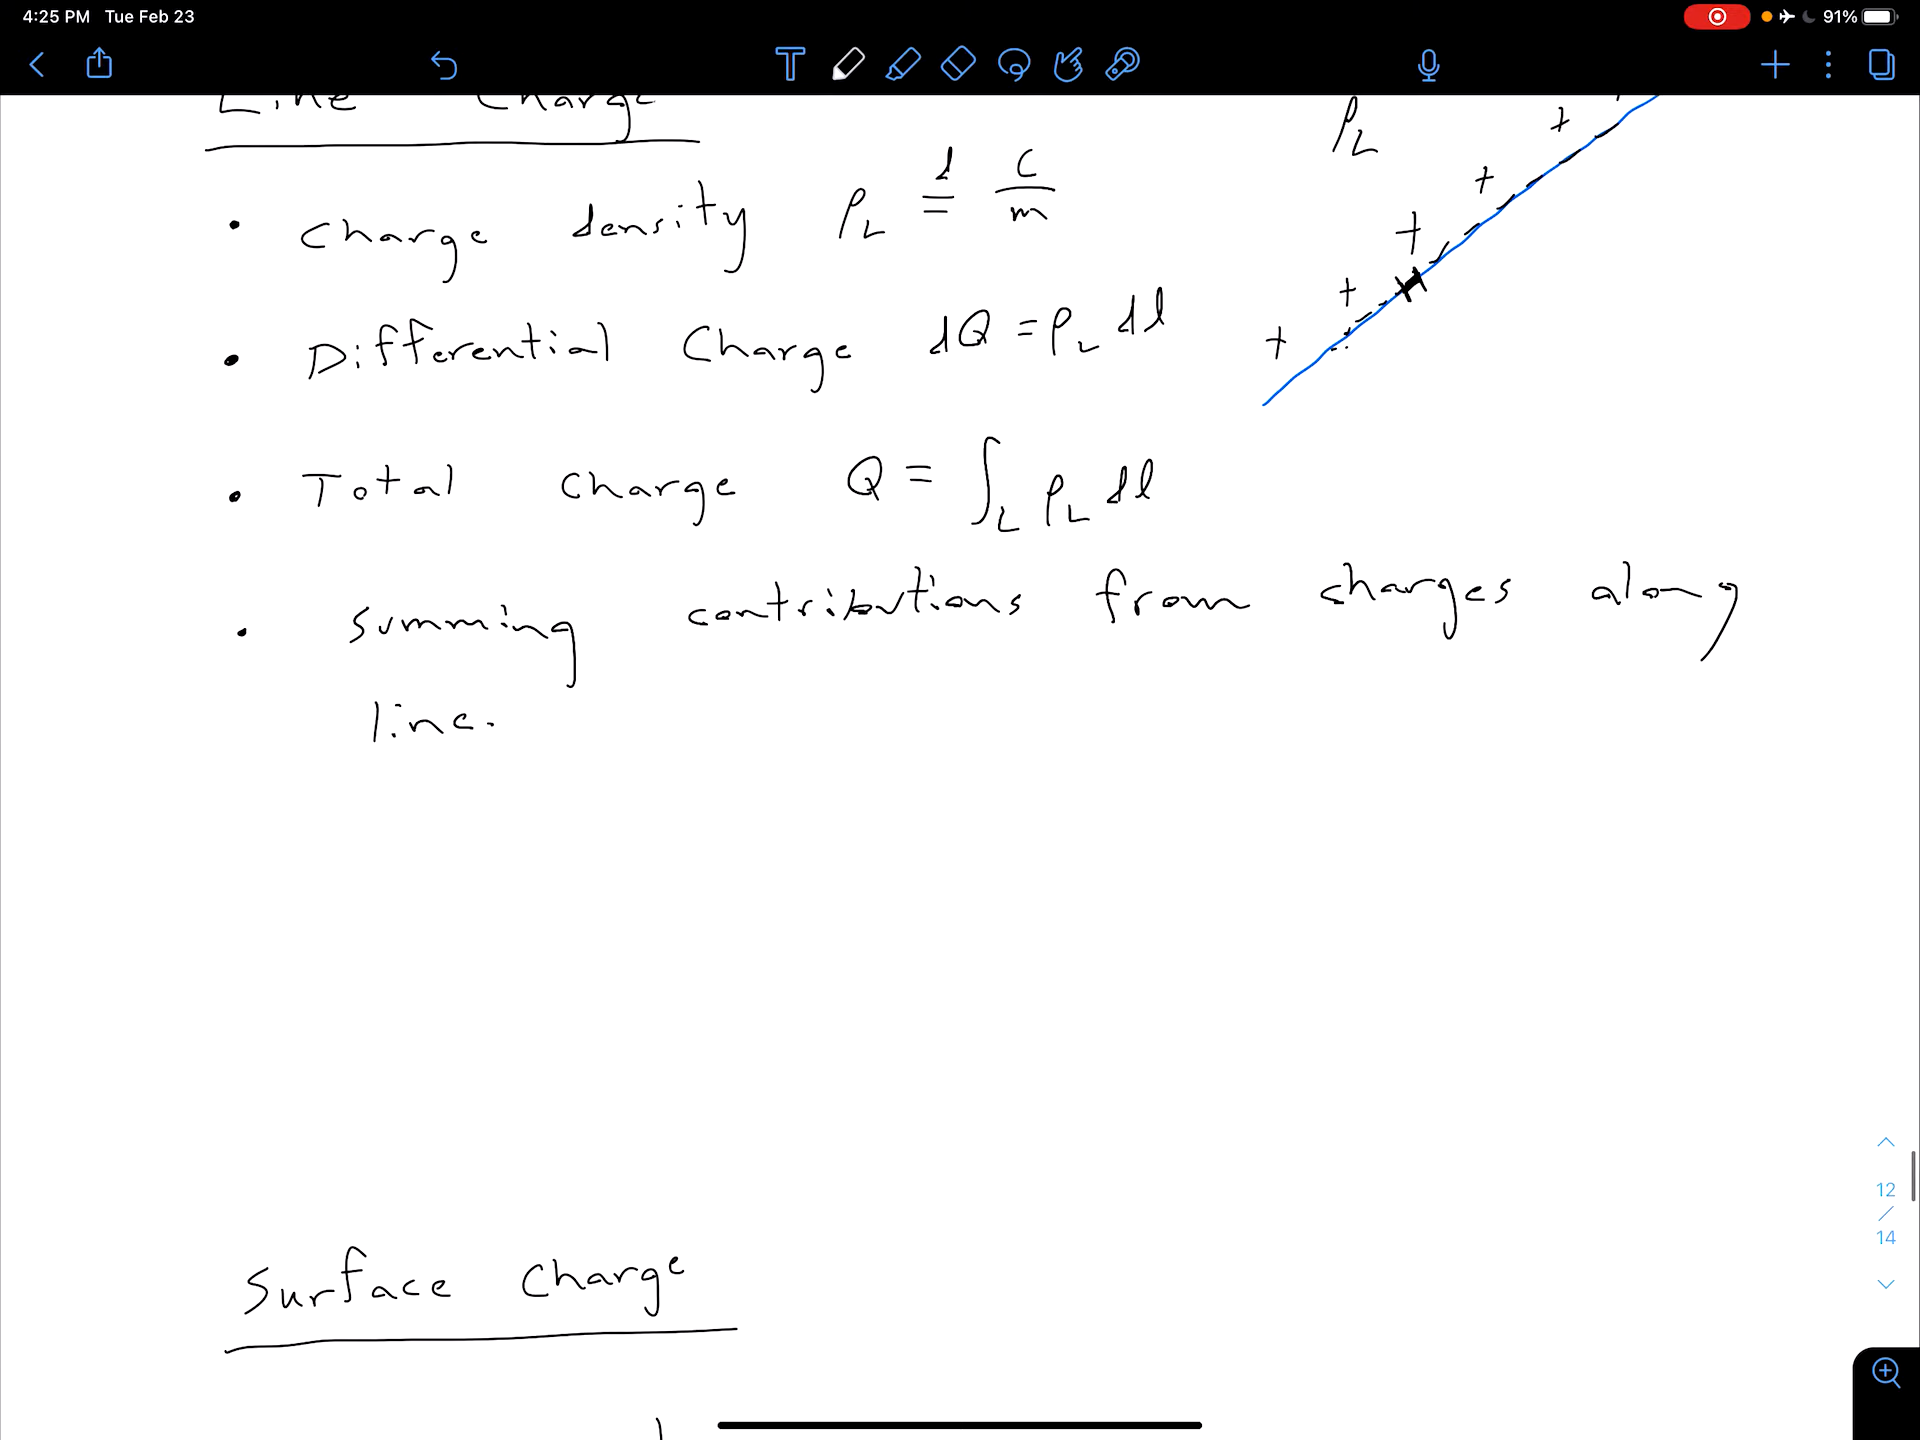 4:25 PM Tue Feb 23
91%
Line Charge
ρL
• Charge density ρL =ᵈ C/m
• Differential Charge dQ = ρL dl
• Total Charge Q = ∫L ρL dl
• summing contributions from charges along
line.
12
/
14
Surface Charge